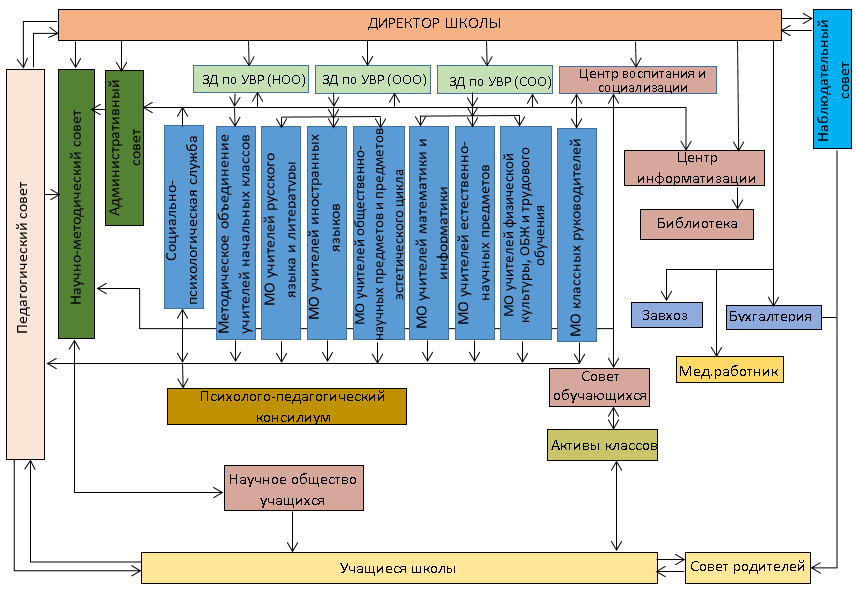 ДИРЕКТОР ШКОЛЫ
Наблюдательный
совет
Педагогический совет
Научно-методический совет
Административный
совет
ЗД по УВР (НОО)
ЗД по УВР (ООО)
ЗД по УВР (СОО)
Центр воспитания и
социализации
Социально-
психологическая служба
Методическое объединение
учителей начальных классов
МО учителей русского
языка и литературы
МО учителей иностранных
языков
МО учителей общественно-
научных предметов и предметов
эстетического цикла
МО учителей математики и
информатики
МО учителей естественно-
научных предметов
МО учителей физической
культуры, ОБЖ и трудового
обучения
МО классных руководителей
Центр
информатизации
Библиотека
Завхоз
Бухгалтерия
Мед.работник
Психолого-педагогический
консилиум
Совет
обучающихся
Активы классов
Научное общество
учащихся
Учащиеся школы
Совет родителей